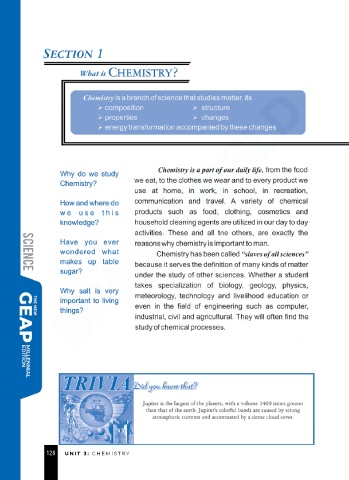 SECTION 1
What is CHEMISTRY?
Chemistry is a branch of science that studies matter, its
➢ composition ➢ structure
➢ properties ➢ changes
➢ energy transformation accompanied by these changes
Why do we study
Chemistry?
How and where do
we use this
knowledge?
Have you ever
wondered what
makes up table
sugar?
Why salt is very
important to living
things?
Chemistry is a part of our daily life, from the food
we eat, to the clothes we wear and to every product we
use at home, in work, in school, in recreation,
communication and travel. A variety of chemical
products such as food, clothing, cosmetics and
household cleaning agents are utilized in our day to day
activities. These and all tne others, are exactly the
reasons why chemistry is important to man.
Chemistry has been called “slaves of all sciences”
because it serves the definition of many kinds of matter
under the study of other sciences. Whether a student
takes specialization of biology, geology, physics,
meteorology, technology and livelihood education or
even in the field of engineering such as computer,
industrial, civil and agricultural. They will often find the
study of chemical processes.
SCIENCE
THE NEW
GEAP
MILLENNIAL
EDITION
TRIVIA Did you know that?
Jupiter is the largest of the planets, with a volume 1400 times greater
than that of the earth. Jupiter's colorful bands are caused by strong
atmospheric currents and accentuated by a dense cloud cover.
128 UNIT 3: CHEMISTRY